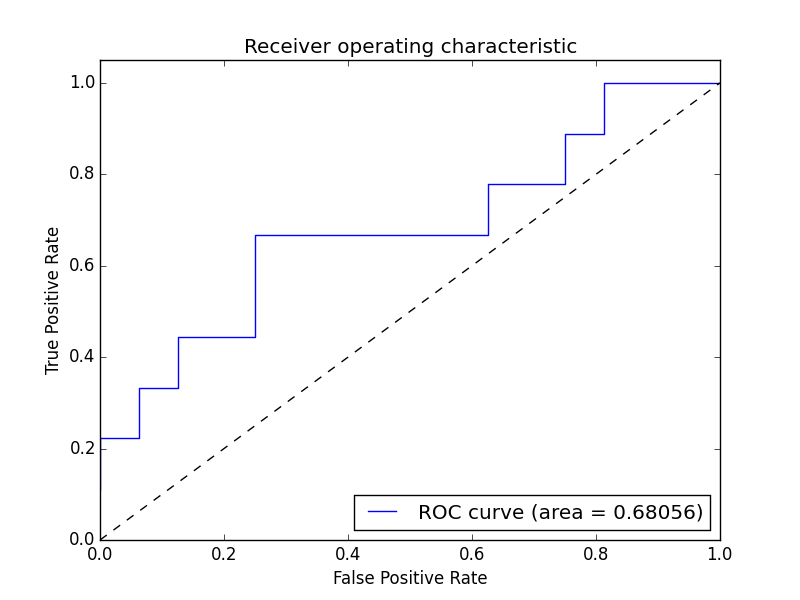 Receiver operating characteristic
True Positive Rate
1.0
0.8
0.6
0.4
0.2
0.0
ROC curve (area = 0.68056)
0.0 0.2 0.4 0.6 0.8 1.0
False Positive Rate